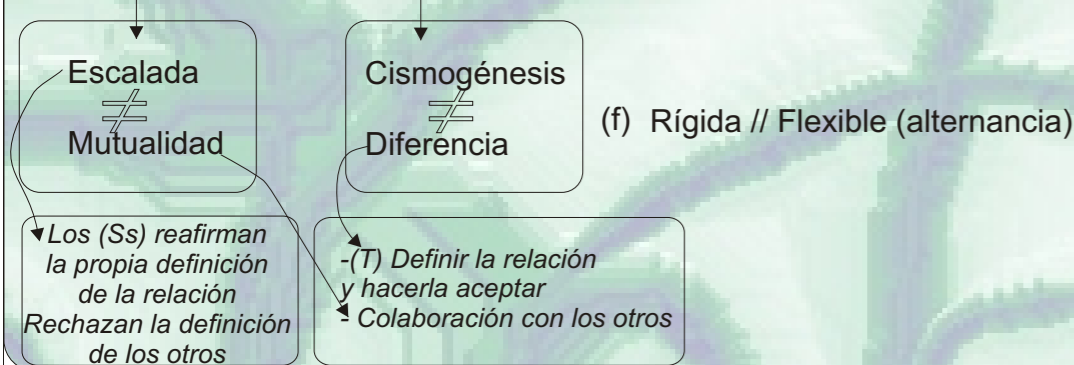 Escalada
≠
Mutualidad
Cismogénesis
≠
Diferencia
(f) Rígida // Flexible (alternancia)
Los (Ss) reafirman
la propia definición
de la relación
Rechazan la definición
de los otros
-(T) Definir la relación
y hacerla aceptar
- Colaboración con los otros